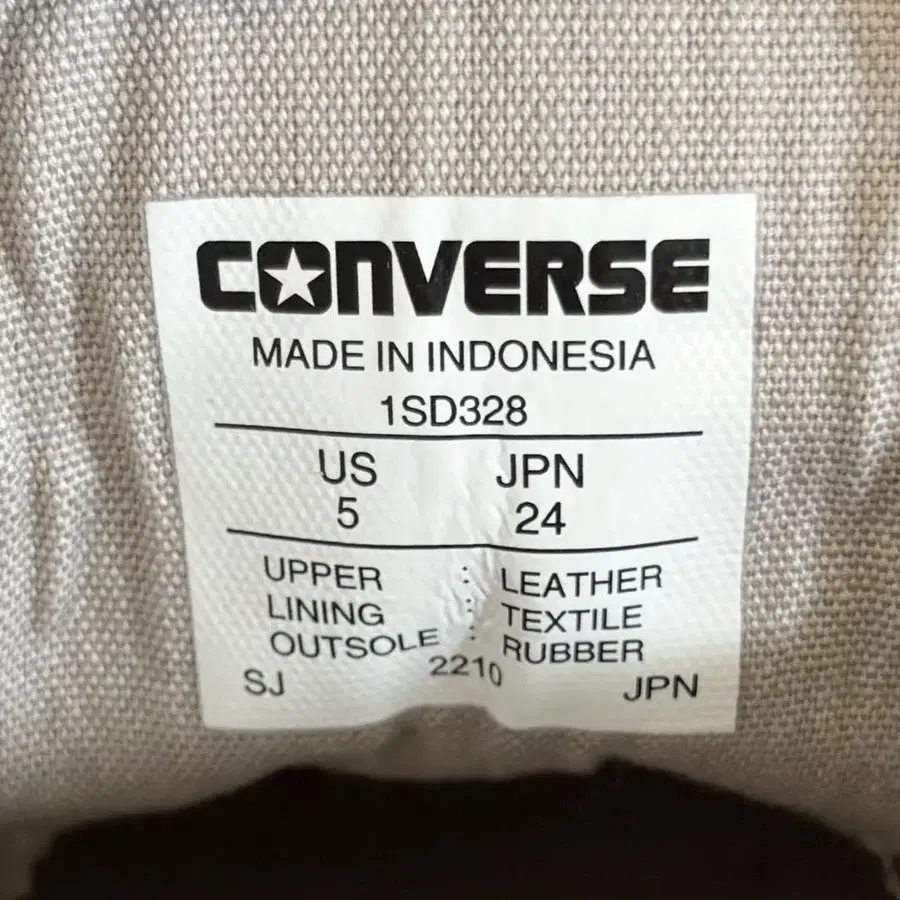 CONVERSE
MADE IN INDONESIA
1SD328
US JPN
5 24
UPPER : LEATHER
LINING : TEXTILE
OUTSOLE : RUBBER
SJ 2210 JPN